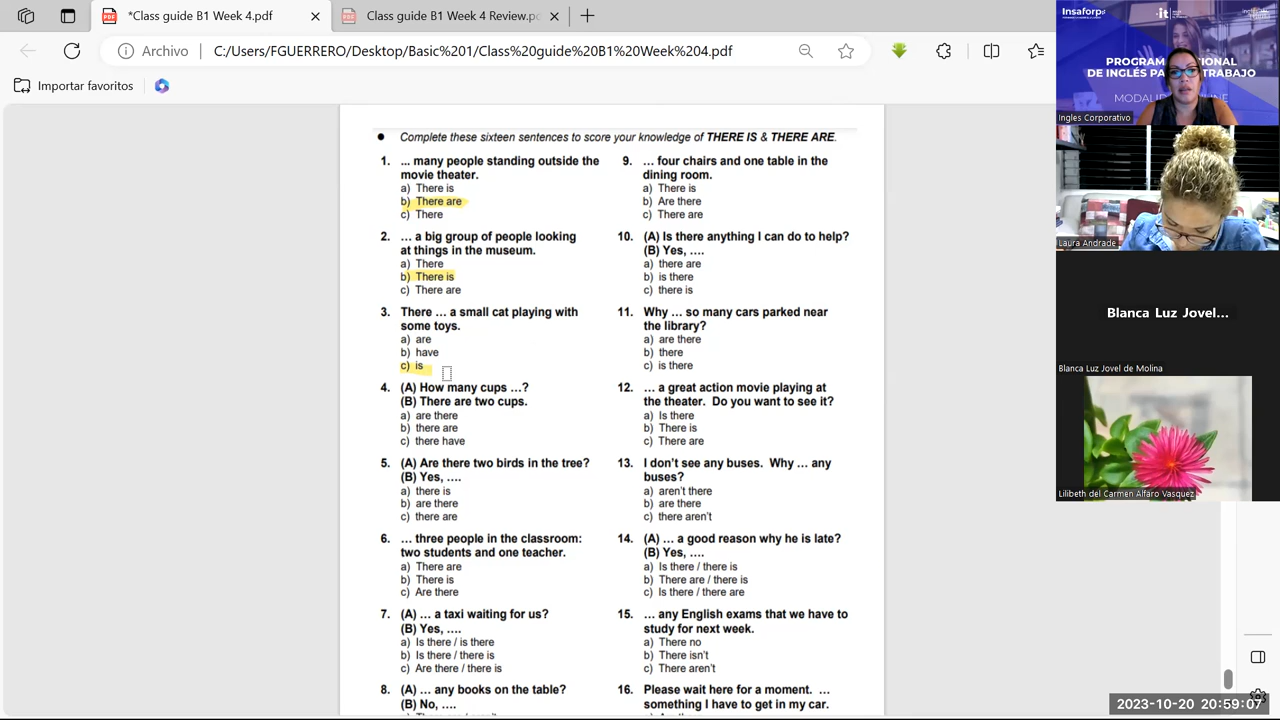 *Class guide B1 Week 4.pdf
Class guide B1 Week 4 Review.pdf
Archivo
C:/Users/FGUERRERO/Desktop/Basic%201/Class%20guide%20B1%20Week%204.pdf
Importar favoritos
Complete these sixteen sentences to score your knowledge of THERE IS & THERE ARE.
1. … many people standing outside the
movie theater.
a) There is
b) There are
c) There
2. … a big group of people looking
at things in the museum.
a) There
b) There is
c) There are
3. There … a small cat playing with
some toys.
a) are
b) have
c) is
4. (A) How many cups …?
(B) There are two cups.
a) are there
b) there are
c) there have
5. (A) Are there two birds in the tree?
(B) Yes, ….
a) there is
b) are there
c) there are
6. … three people in the classroom:
two students and one teacher.
a) There are
b) There is
c) Are there
7. (A) … a taxi waiting for us?
(B) Yes, ….
a) Is there / is there
b) Is there / there is
c) Are there / there is
8. (A) … any books on the table?
(B) No, ….
9. … four chairs and one table in the
dining room.
a) There is
b) Are there
c) There are
10. (A) Is there anything I can do to help?
(B) Yes, ….
a) there are
b) is there
c) there is
11. Why … so many cars parked near
the library?
a) are there
b) there
c) is there
12. … a great action movie playing at
the theater. Do you want to see it?
a) Is there
b) There is
c) There are
13. I don't see any buses. Why … any
buses?
a) aren't there
b) are there
c) there aren't
14. (A) … a good reason why he is late?
(B) Yes, ….
a) Is there / there is
b) There are / there is
c) Is there / there are
15. … any English exams that we have to
study for next week.
a) There no
b) There isn't
c) There aren't
16. Please wait here for a moment. …
something I have to get in my car.
Insaforp
it
DE INGLÉS PA TRABAJO
Ingles Corporativo
Laura Andrade
Blanca Luz Jovel...
Blanca Luz Jovel de Molina
Lilibeth del Carmen Alfaro Vasquez
2023-10-20 20:59:07